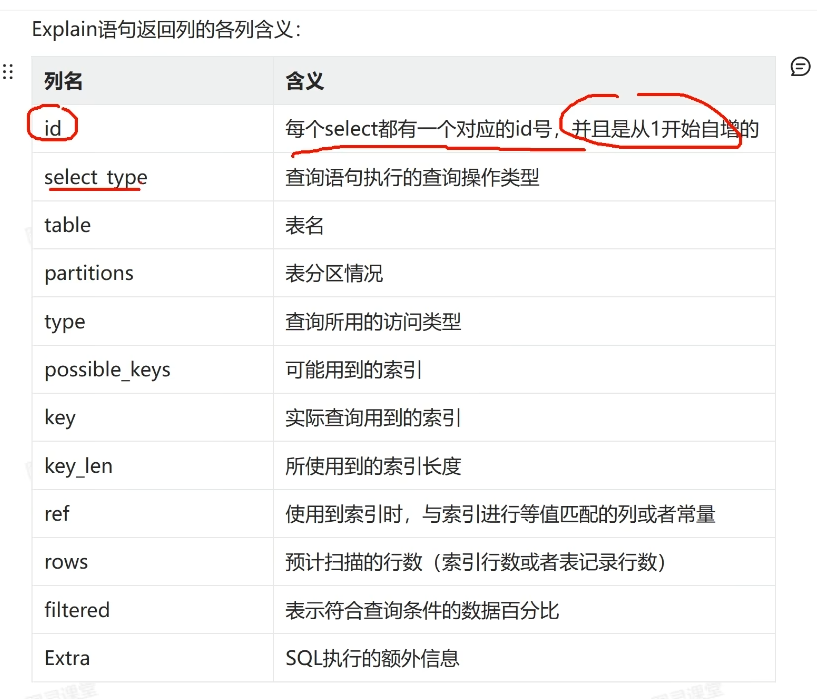 Explain语句返回列的各列含义：
列名 含义
id 每个select都有一个对应的id号，并且是从1开始自增的
select_type 查询语句执行的查询操作类型
table 表名
partitions 表分区情况
type 查询所用的访问类型
possible_keys 可能用到的索引
key 实际查询用到的索引
key_len 所使用到的索引长度
ref 使用到索引时，与索引进行等值匹配的列或者常量
rows 预计扫描的行数（索引行数或者表记录行数）
filtered 表示符合查询条件的数据百分比
Extra SQL执行的额外信息